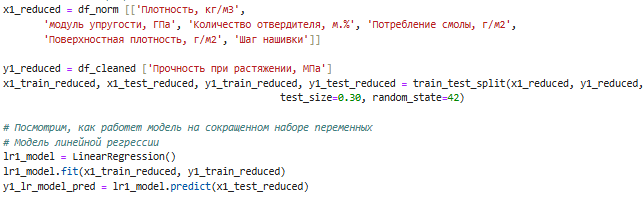 x1_reduced = df_norm [['Плотность, кг/м3',
'модуль упругости, ГПа', 'Количество отвердителя, м.%', 'Потребление смолы, г/м2',
'Поверхностная плотность, г/м2', 'Шаг нашивки']]
y1_reduced = df_cleaned ['Прочность при растяжении, МПа']
x1_train_reduced, x1_test_reduced, y1_train_reduced, y1_test_reduced = train_test_split(x1_reduced, y1_reduced,
test_size=0.30, random_state=42)
# Посмотрим, как работет модель на сокращенном наборе переменных
# Модель линейной регрессии
lr1_model = LinearRegression()
lr1_model.fit(x1_train_reduced, y1_train_reduced)
y1_lr_model_pred = lr1_model.predict(x1_test_reduced)